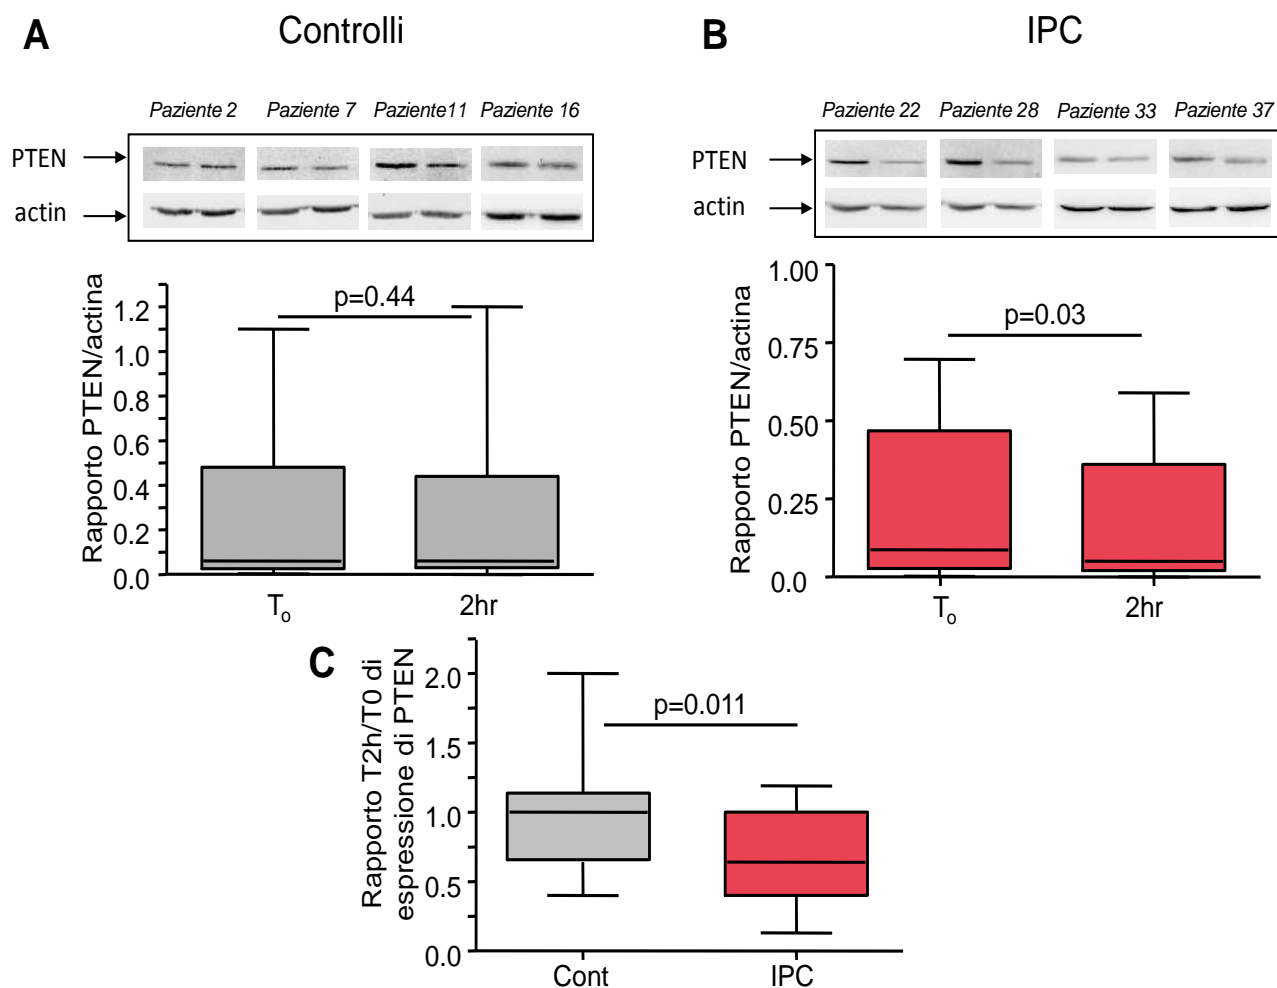 A
Controlli
Paziente 2 Paziente 7 Paziente11 Paziente 16
PTEN
actin
Rapporto PTEN/actina
1.2
1.0
0.8
0.6
0.4
0.2
0.0
p=0.44
To 2hr
B
IPC
Paziente 22 Paziente 28 Paziente 33 Paziente 37
PTEN
actin
Rapporto PTEN/actina
1.00
0.75
0.50
0.25
0.0
p=0.03
To 2hr
C
Rapporto T2h/T0 di
espressione di PTEN
2.0
1.5
1.0
0.5
0.0
p=0.011
Cont IPC